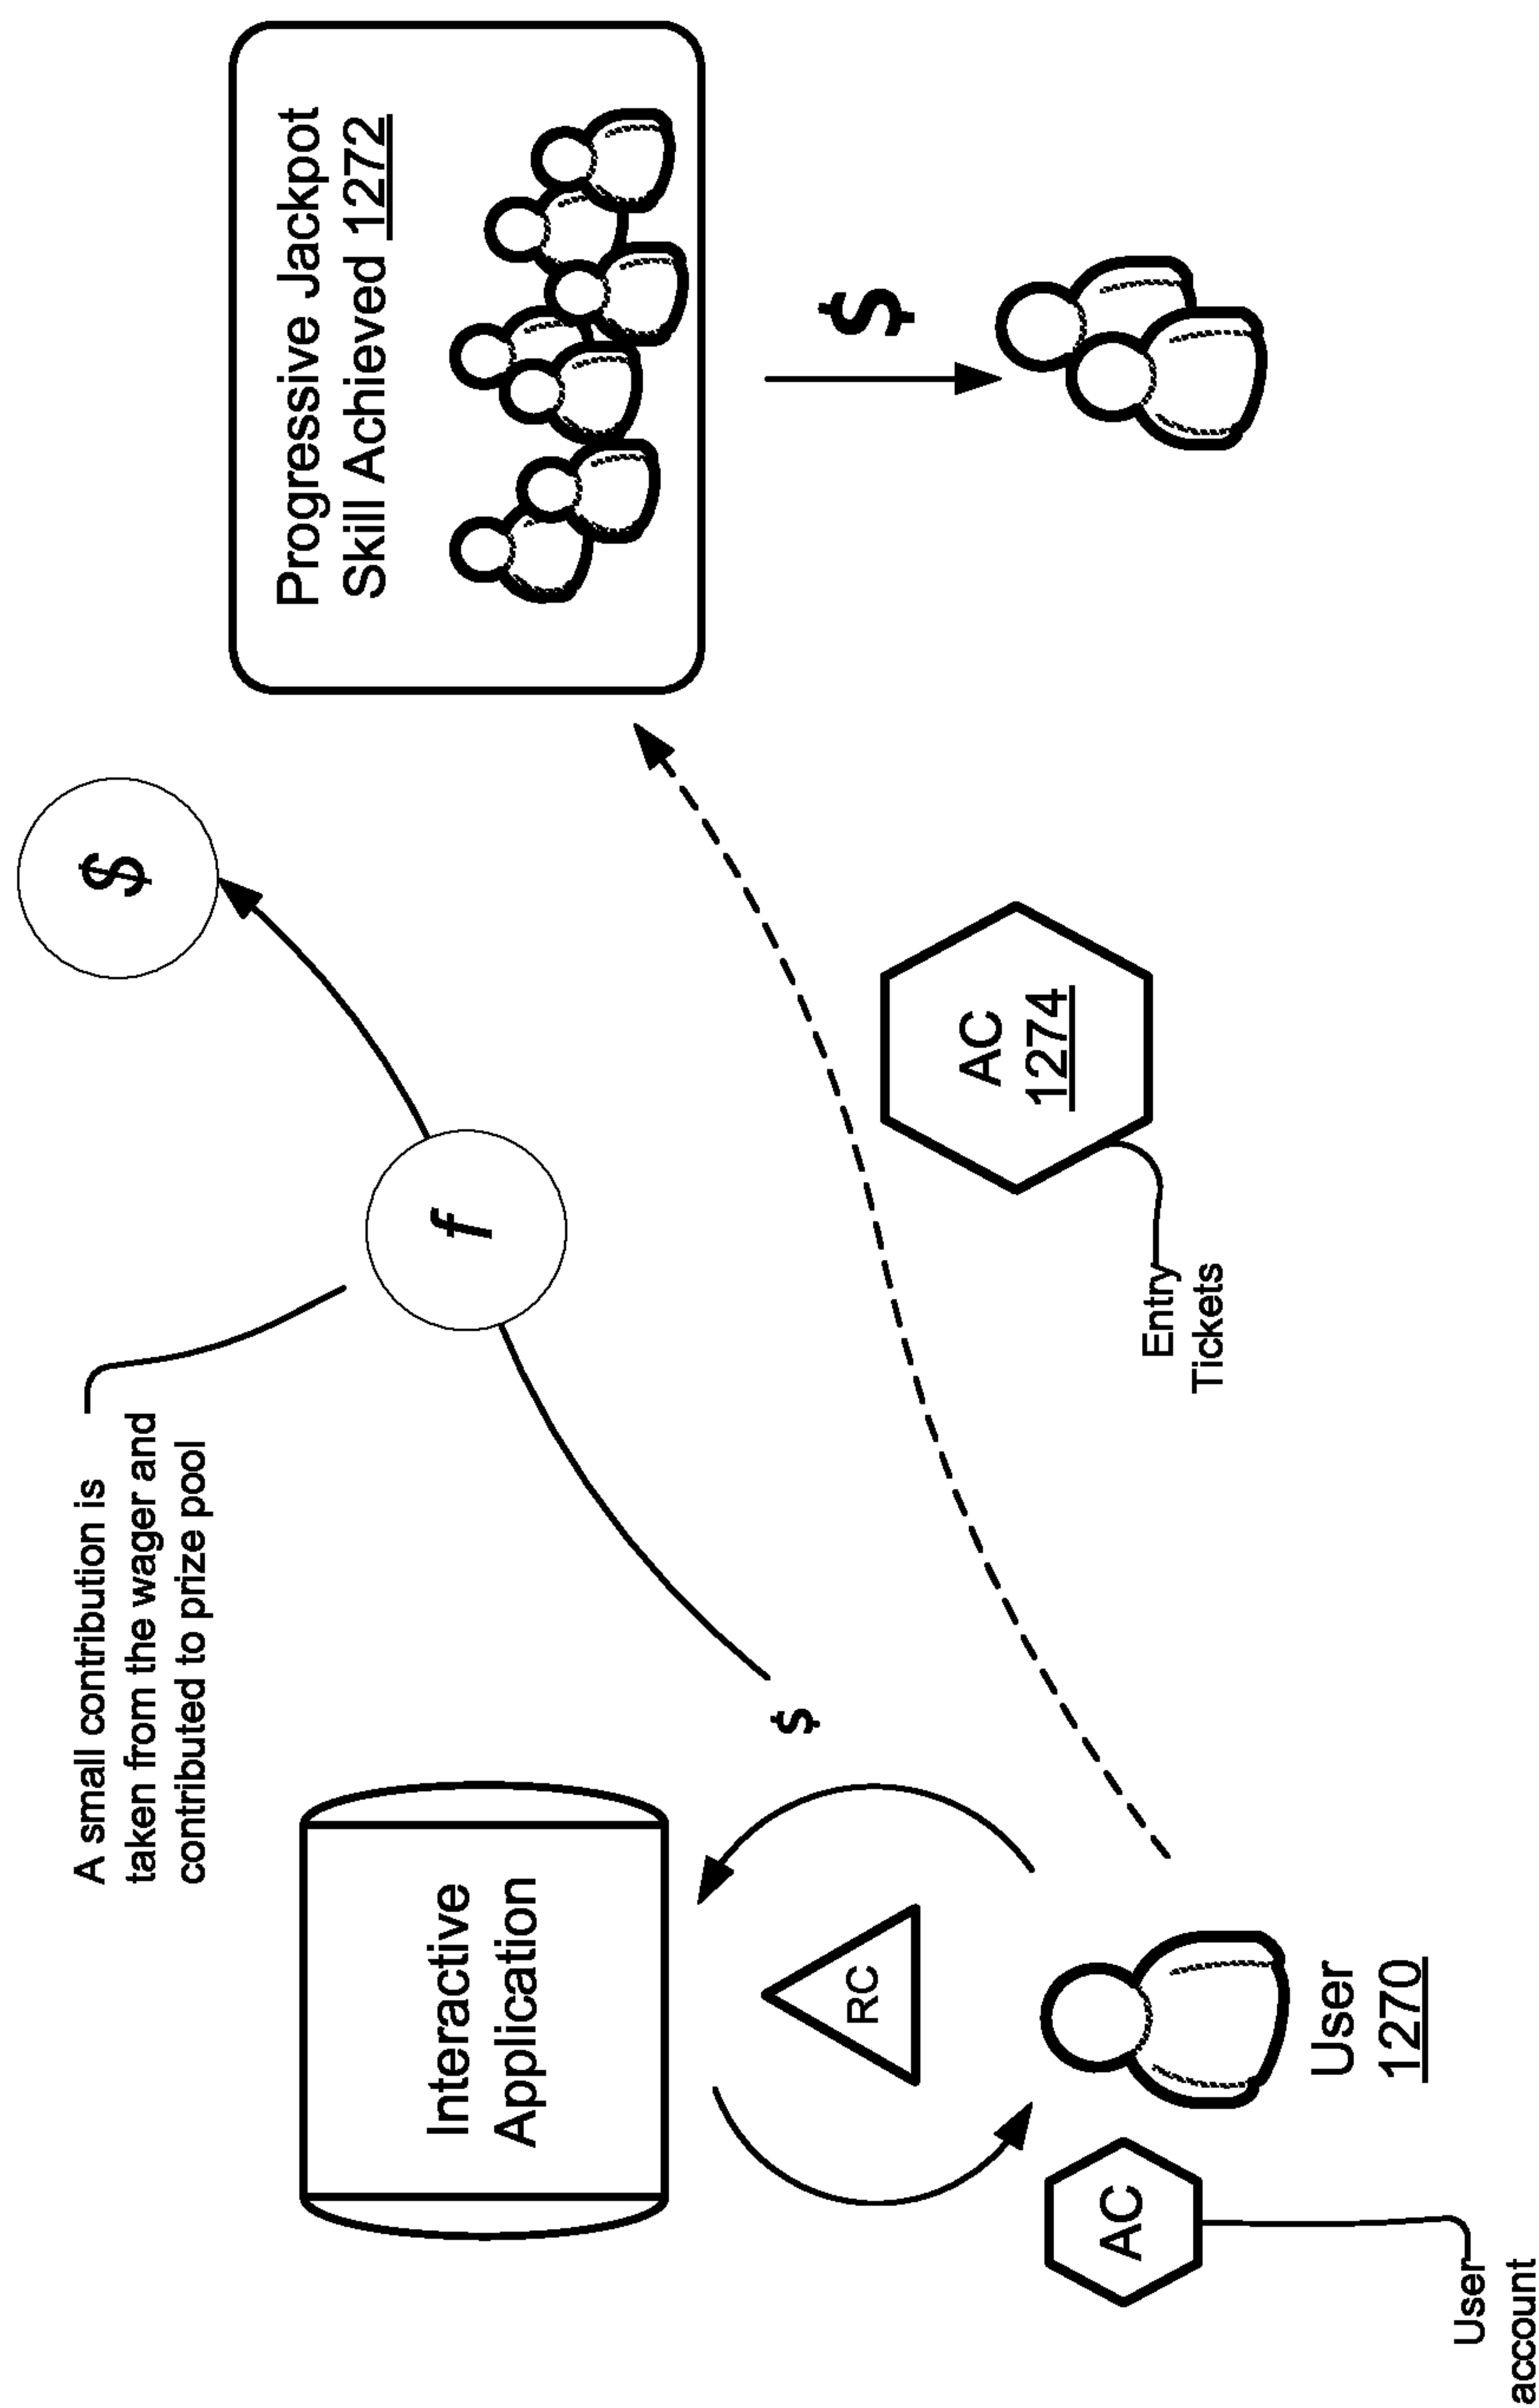 A small contribution is
taken from the wager and
contributed to prize pool
$
f
Progressive Jackpot
Skill Achieved 1272
Interactive
Application
$
$
RC
AC
1274
Entry
Tickets
AC
User
1270
User
account